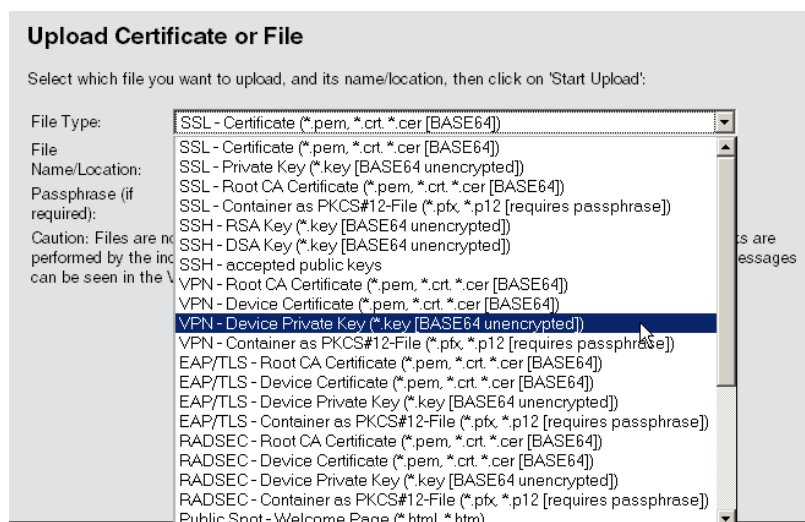 Upload Certificate or File
Select which file you want to upload, and its name/location, then click on 'Start Upload':
File Type:
SSL - Certificate (*.pem, *.crt. *.cer [BASE64])
File
Name/Location:
Passphrase (if
required):
Caution: Files are
performed by the
can be seen in the
s are
essages
SSL - Certificate (*.pem, *.crt. *.cer [BASE64])
SSL - Private Key (*.key [BASE64 unencrypted])
SSL - Root CA Certificate (*.pem, *.crt. *.cer [BASE64])
SSL - Container as PKCS#12-File (*.pfx, *.p12 [requires passphrase])
SSH - RSA Key (*.key [BASE64 unencrypted])
SSH - DSA Key (*.key [BASE64 unencrypted])
SSH - accepted public keys
VPN - Root CA Certificate (*.pem, *.crt. *.cer [BASE64])
VPN - Device Certificate (*.pem, *.crt. *.cer [BASE64])
VPN - Device Private Key (*.key [BASE64 unencrypted])
VPN - Container as PKCS#12-File (*.pfx, *.p12 [requires passphrase])
EAP/TLS - Root CA Certificate (*.pem, *.crt. *.cer [BASE64])
EAP/TLS - Device Certificate (*.pem, *.crt. *.cer [BASE64])
EAP/TLS - Device Private Key (*.key [BASE64 unencrypted])
EAP/TLS - Container as PKCS#12-File (*.pfx, *.p12 [requires passphrase])
RADSEC - Root CA Certificate (*.pem, *.crt. *.cer [BASE64])
RADSEC - Device Certificate (*.pem, *.crt. *.cer [BASE64])
RADSEC - Device Private Key (*.key [BASE64 unencrypted])
RADSEC - Container as PKCS#12-File (*.pfx, *.p12 [requires passphrase])
Public Spot - Welcome Page (*.html, *.htm)